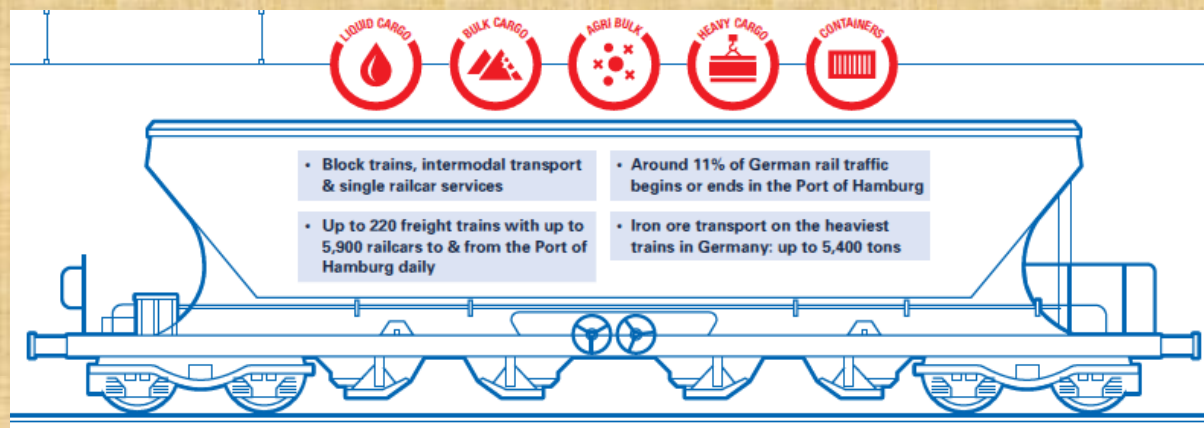 LIQUID CARGO
BULK CARGO
AGRI BULK
HEAVY CARGO
CONTAINERS
• Block trains, intermodal transport
& single railcar services
• Up to 220 freight trains with up to
5,900 railcars to & from the Port of
Hamburg daily
• Around 11% of German rail traffic
begins or ends in the Port of Hamburg
• Iron ore transport on the heaviest
trains in Germany: up to 5,400 tons